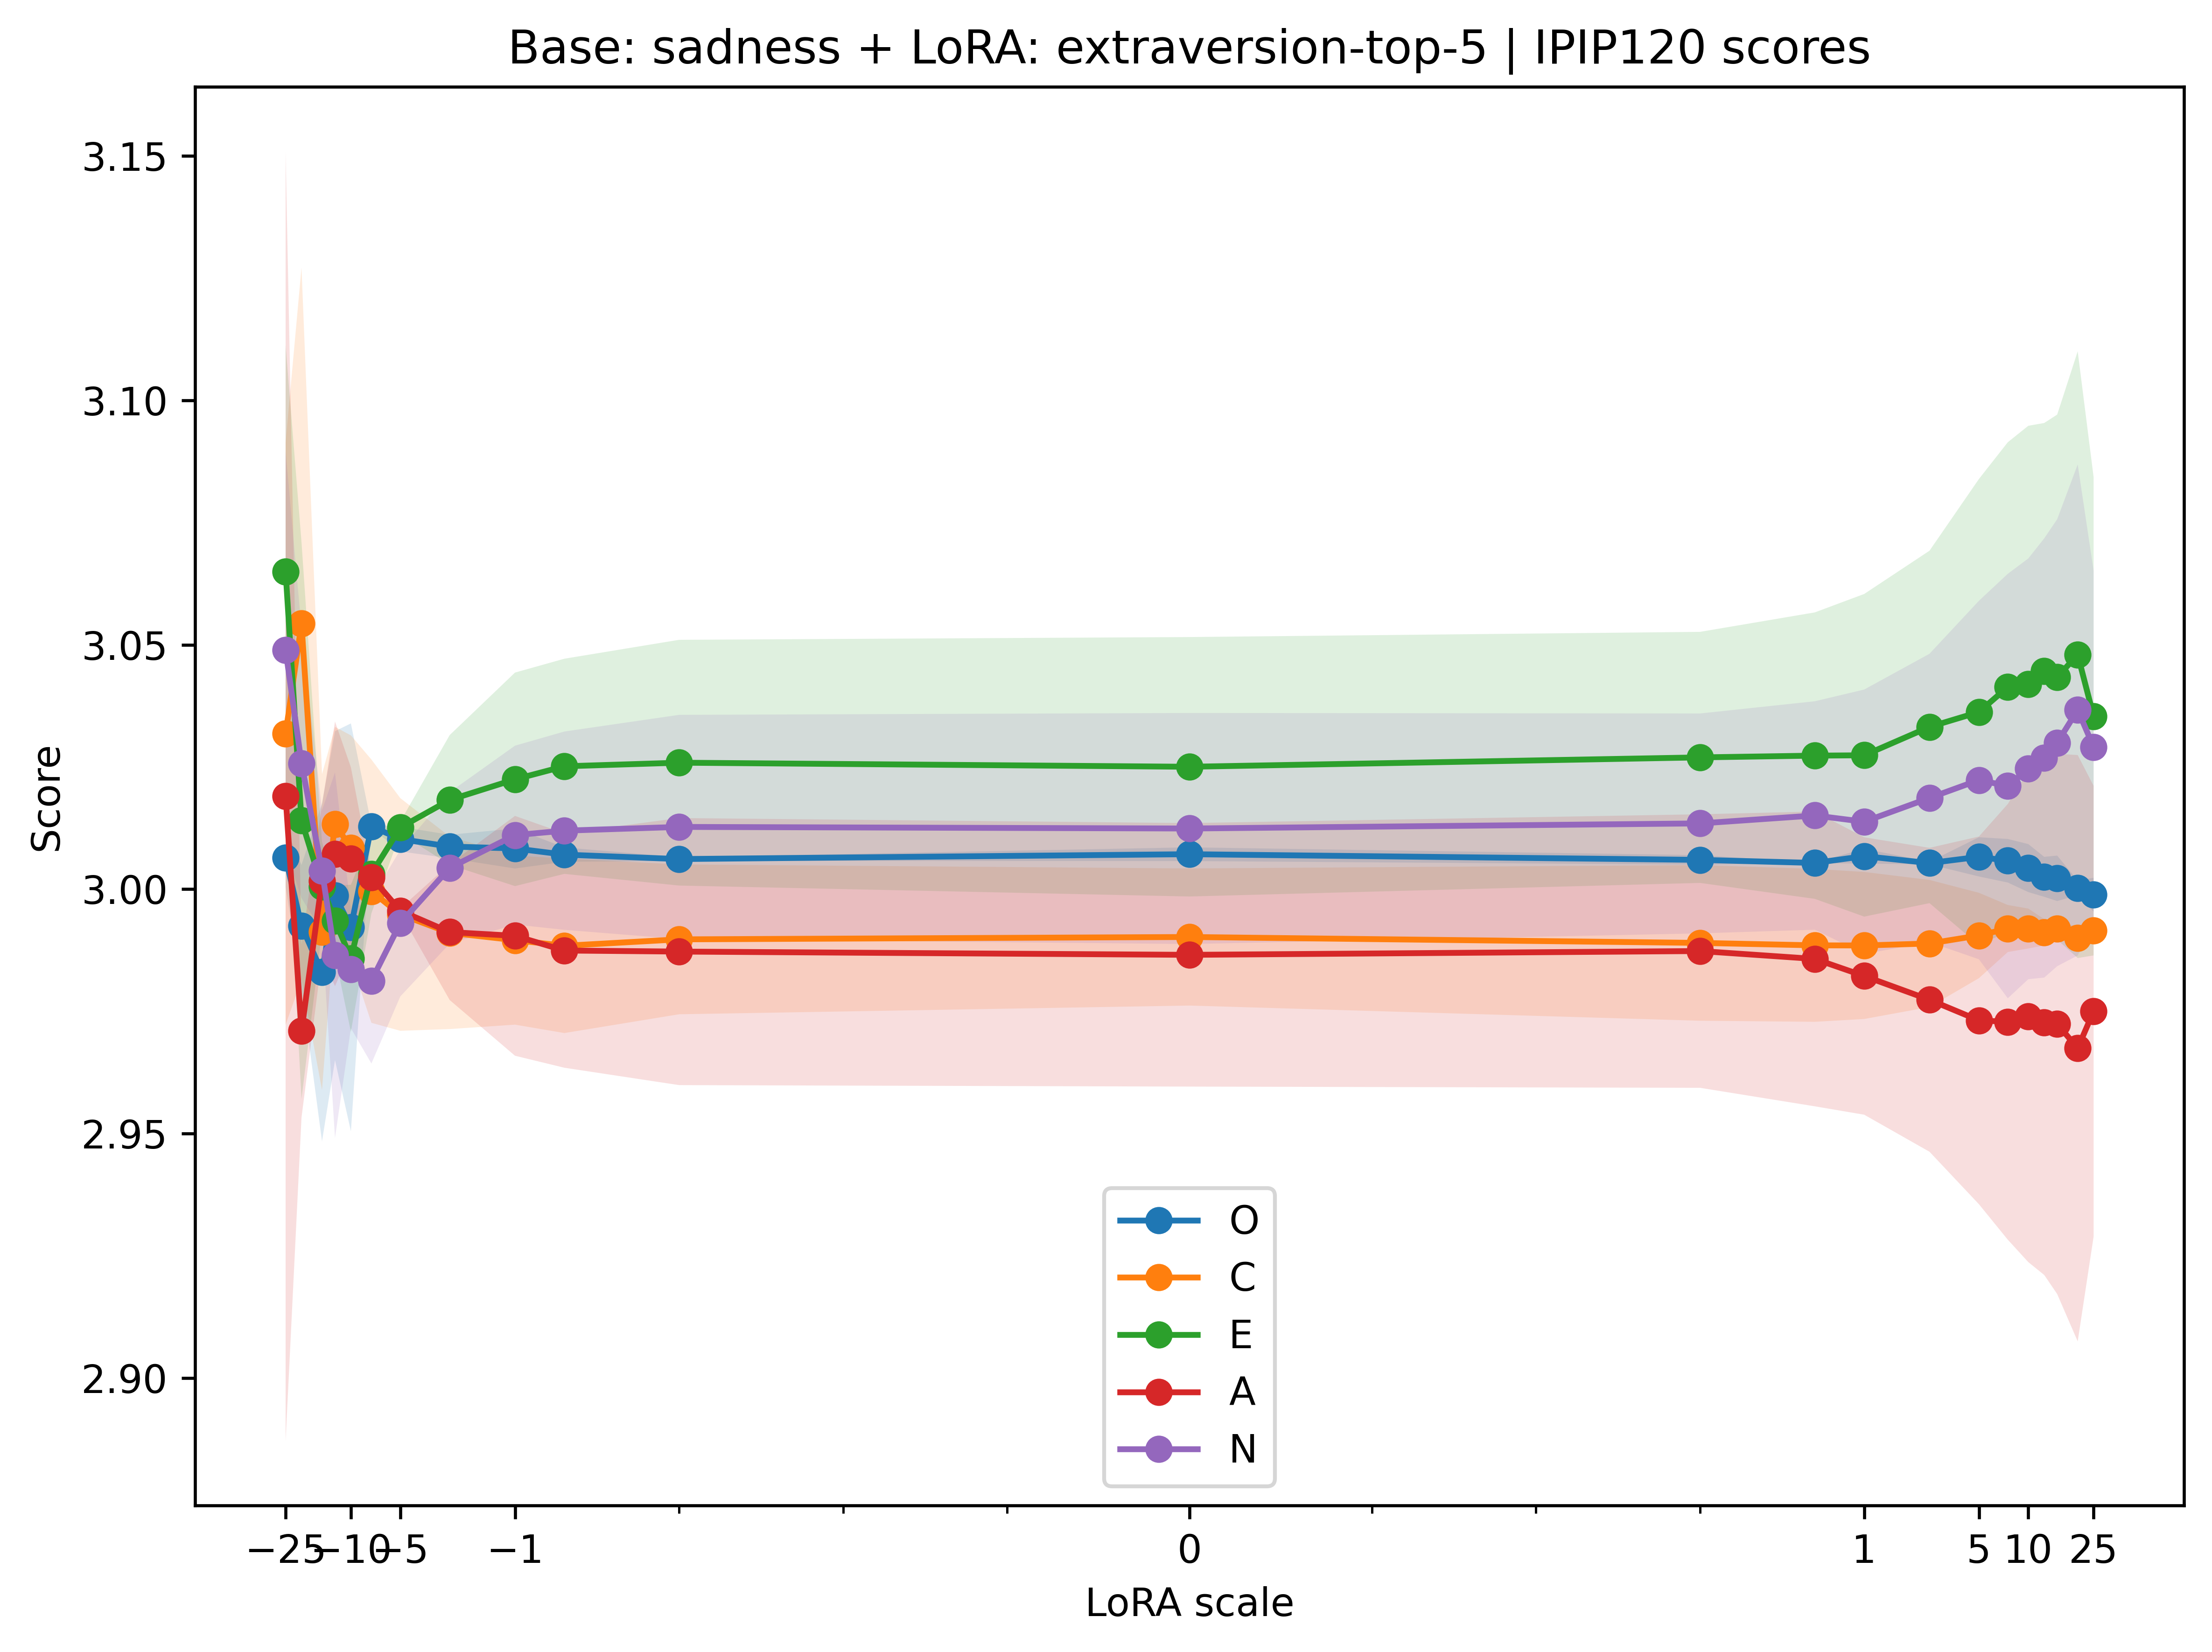 Base: sadness + LoRA: extraversion-top-5 | IPIP120 scores
3.15
3.10
3.05
3.00
2.95
2.90
Score
O
C
E
A
N
−25 −10 −5 −1 0 1 5 10 25
LoRA scale